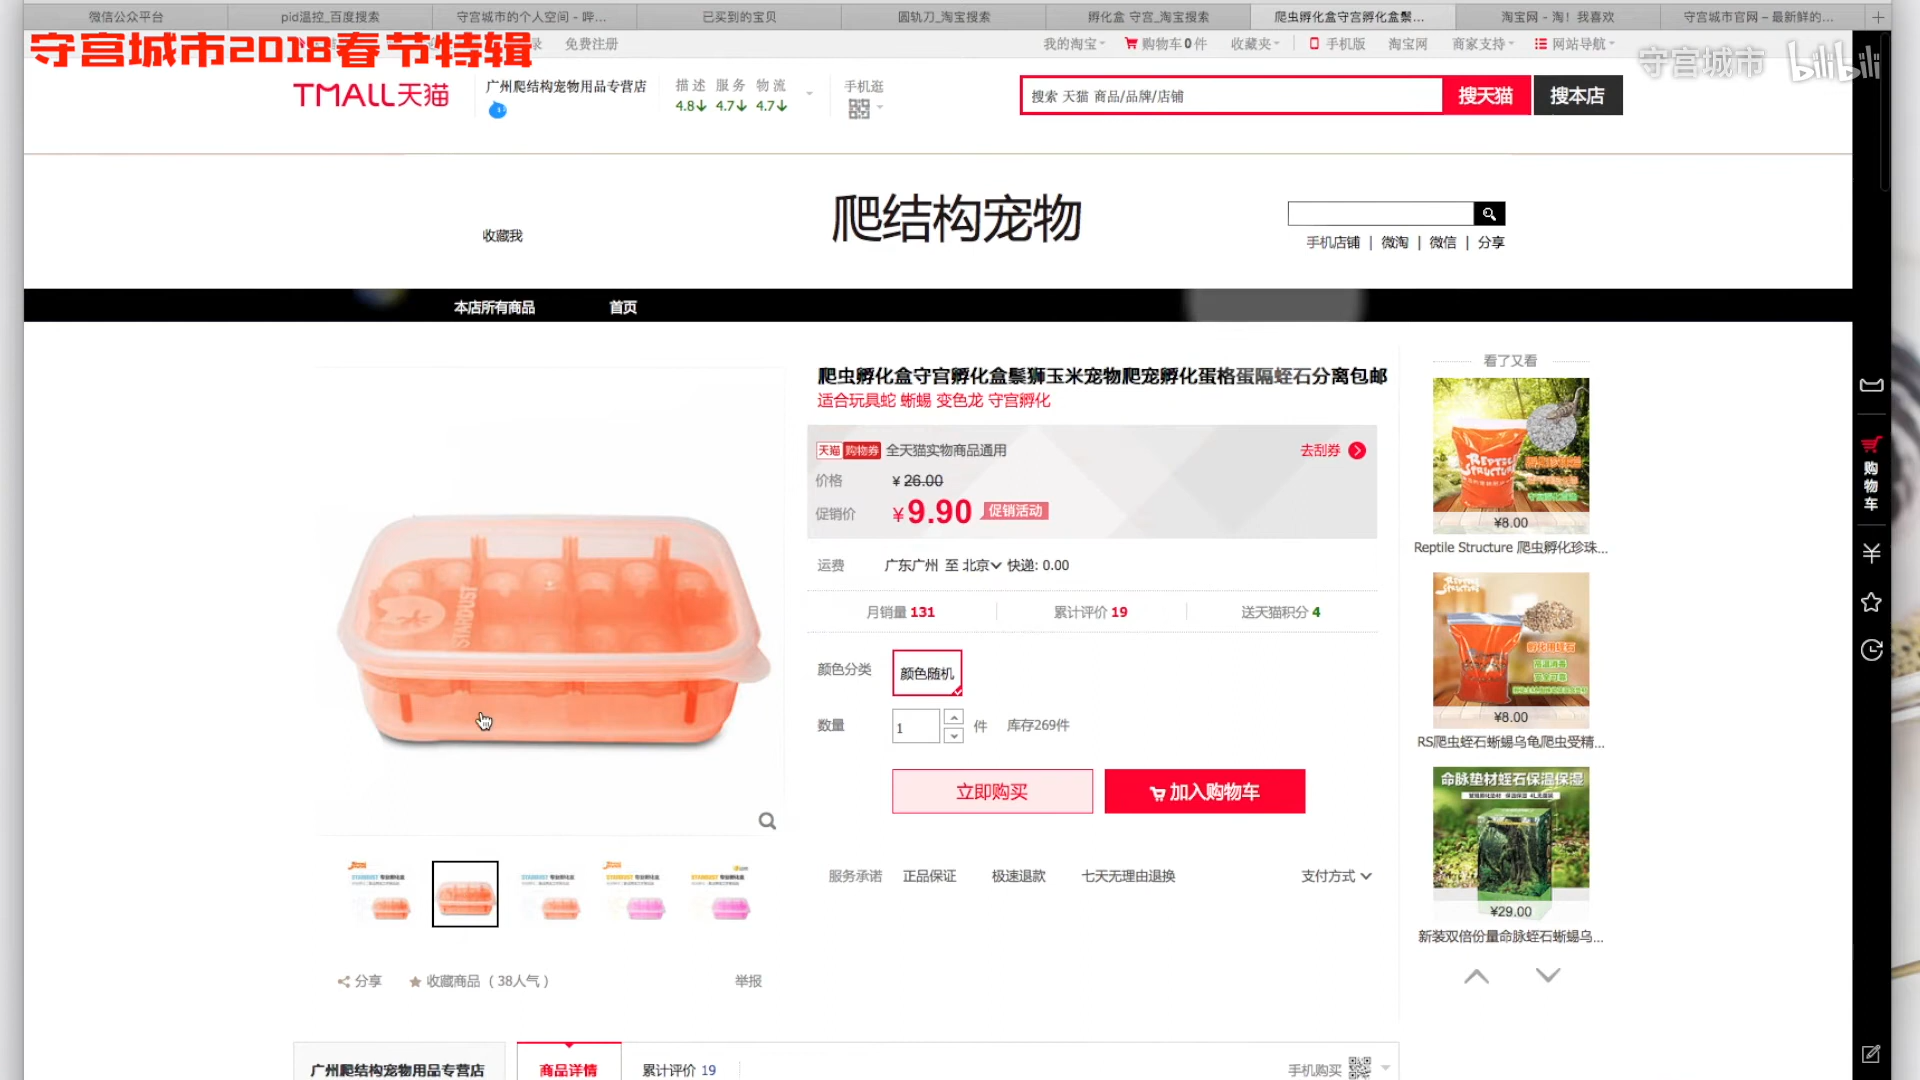 微信公众平台
pid温控_百度搜索
守宫城市的个人空间 - 哔...
已买到的宝贝
圆轨刀_淘宝搜索
孵化盒 守宫_淘宝搜索
爬虫孵化盒守宫孵化盒鬃...
淘宝网 - 淘！我喜欢
守宫城市官网 – 最新鲜的...
守宫城市2018春节特辑
录 免费注册
我的淘宝
购物车0件
收藏夹
手机版
淘宝网
商家支持
网站导航
守宫城市
bilibili
TMALL天猫
广州爬结构宠物用品专营店
描 述 服 务 物 流
4.8↓ 4.7↓ 4.7↓
手机逛
搜索 天猫 商品/品牌/店铺
搜天猫
搜本店
收藏我
爬结构宠物
手机店铺 | 微淘 | 微信 | 分享
本店所有商品
首页
爬虫孵化盒守宫孵化盒鬃狮玉米宠物爬宠孵化蛋格蛋隔蛭石分离包邮
适合玩具蛇 蜥蜴 变色龙 守宫孵化
天猫 购物券 全天猫实物商品通用
去刮券
价格 ¥ 26.00
促销价 ¥ 9.90 促销活动
运费 广东广州 至 北京 快递: 0.00
月销量 131
累计评价 19
送天猫积分 4
颜色分类 颜色随机
数量 1 件 库存269件
立即购买
加入购物车
服务承诺 正品保证 极速退款 七天无理由退换
支付方式
STARDUST
分享
收藏商品 ( 38人气 )
举报
看了又看
REPTILE STRUCTURE
¥8.00
Reptile Structure 爬虫孵化珍珠...
¥8.00
RS爬虫蛭石蜥蜴乌龟爬虫受精...
命脉垫材蛭石保温保湿
¥29.00
新装双倍份量命脉蛭石蜥蜴乌...
购物车
广州爬结构宠物用品专营店
商品详情
累计评价 19
手机购买